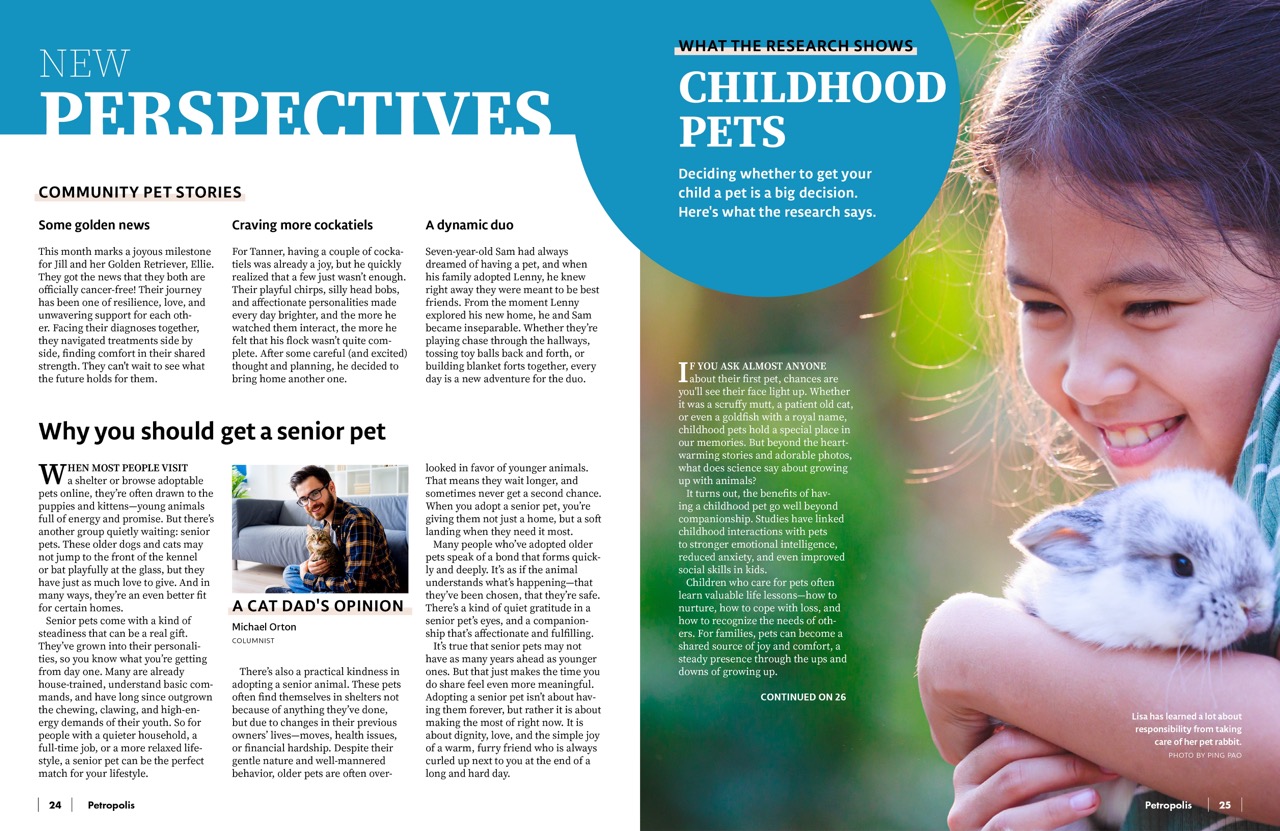 NEW
PERSPECTIVES
COMMUNITY PET STORIES
Some golden news
This month marks a joyous milestone
for Jill and her Golden Retriever, Ellie.
They got the news that they both are
officially cancer-free! Their journey
has been one of resilience, love, and
unwavering support for each oth-
er. Facing their diagnoses together,
they navigated treatments side by
side, finding comfort in their shared
strength. They can't wait to see what
the future holds for them.
Craving more cockatiels
For Tanner, having a couple of cocka-
tiels was already a joy, but he quickly
realized that a few just wasn't enough.
Their playful chirps, silly head bobs,
and affectionate personalities made
every day brighter, and the more he
watched them interact, the more he
felt that his flock wasn't quite com-
plete. After some careful (and excited)
thought and planning, he decided to
bring home another one.
A dynamic duo
Seven-year-old Sam had always
dreamed of having a pet, and when
his family adopted Lenny, he knew
right away they were meant to be best
friends. From the moment Lenny
explored his new home, he and Sam
became inseparable. Whether they're
playing chase through the hallways,
tossing toy balls back and forth, or
building blanket forts together, every
day is a new adventure for the duo.
Why you should get a senior pet
WHEN MOST PEOPLE VISIT
a shelter or browse adoptable
pets online, they're often drawn to the
puppies and kittens—young animals
full of energy and promise. But there's
another group quietly waiting: senior
pets. These older dogs and cats may
not jump to the front of the kennel
or bat playfully at the glass, but they
have just as much love to give. And in
many ways, they're an even better fit
for certain homes.
Senior pets come with a kind of
steadiness that can be a real gift.
They've grown into their personali-
ties, so you know what you're getting
from day one. Many are already
house-trained, understand basic com-
mands, and have long since outgrown
the chewing, clawing, and high-en-
ergy demands of their youth. So for
people with a quieter household, a
full-time job, or a more relaxed life-
style, a senior pet can be the perfect
match for your lifestyle.
A CAT DAD'S OPINION
Michael Orton
COLUMNIST
There's also a practical kindness in
adopting a senior animal. These pets
often find themselves in shelters not
because of anything they've done,
but due to changes in their previous
owners' lives—moves, health issues,
or financial hardship. Despite their
gentle nature and well-mannered
behavior, older pets are often over-
looked in favor of younger animals.
That means they wait longer, and
sometimes never get a second chance.
When you adopt a senior pet, you're
giving them not just a home, but a soft
landing when they need it most.
Many people who've adopted older
pets speak of a bond that forms quick-
ly and deeply. It's as if the animal
understands what's happening—that
they've been chosen, that they're safe.
There's a kind of quiet gratitude in a
senior pet's eyes, and a companion-
ship that's affectionate and fulfilling.
It's true that senior pets may not
have as many years ahead as younger
ones. But that just makes the time you
do share feel even more meaningful.
Adopting a senior pet isn't about hav-
ing them forever, but rather it is about
making the most of right now. It is
about dignity, love, and the simple joy
of a warm, furry friend who is always
curled up next to you at the end of a
long and hard day.
24
Petropolis
WHAT THE RESEARCH SHOWS
CHILDHOOD
PETS
Deciding whether to get your
child a pet is a big decision.
Here's what the research says.
IF YOU ASK ALMOST ANYONE
about their first pet, chances are
you'll see their face light up. Whether
it was a scruffy mutt, a patient old cat,
or even a goldfish with a royal name,
childhood pets hold a special place in
our memories. But beyond the heart-
warming stories and adorable photos,
what does science say about growing
up with animals?
It turns out, the benefits of hav-
ing a childhood pet go well beyond
companionship. Studies have linked
childhood interactions with pets
to stronger emotional intelligence,
reduced anxiety, and even improved
social skills in kids.
Children who care for pets often
learn valuable life lessons—how to
nurture, how to cope with loss, and
how to recognize the needs of oth-
ers. For families, pets can become a
shared source of joy and comfort, a
steady presence through the ups and
downs of growing up.
CONTINUED ON 26
Lisa has learned a lot about
responsibility from taking
care of her pet rabbit.
PHOTO BY PING PAO
Petropolis
25